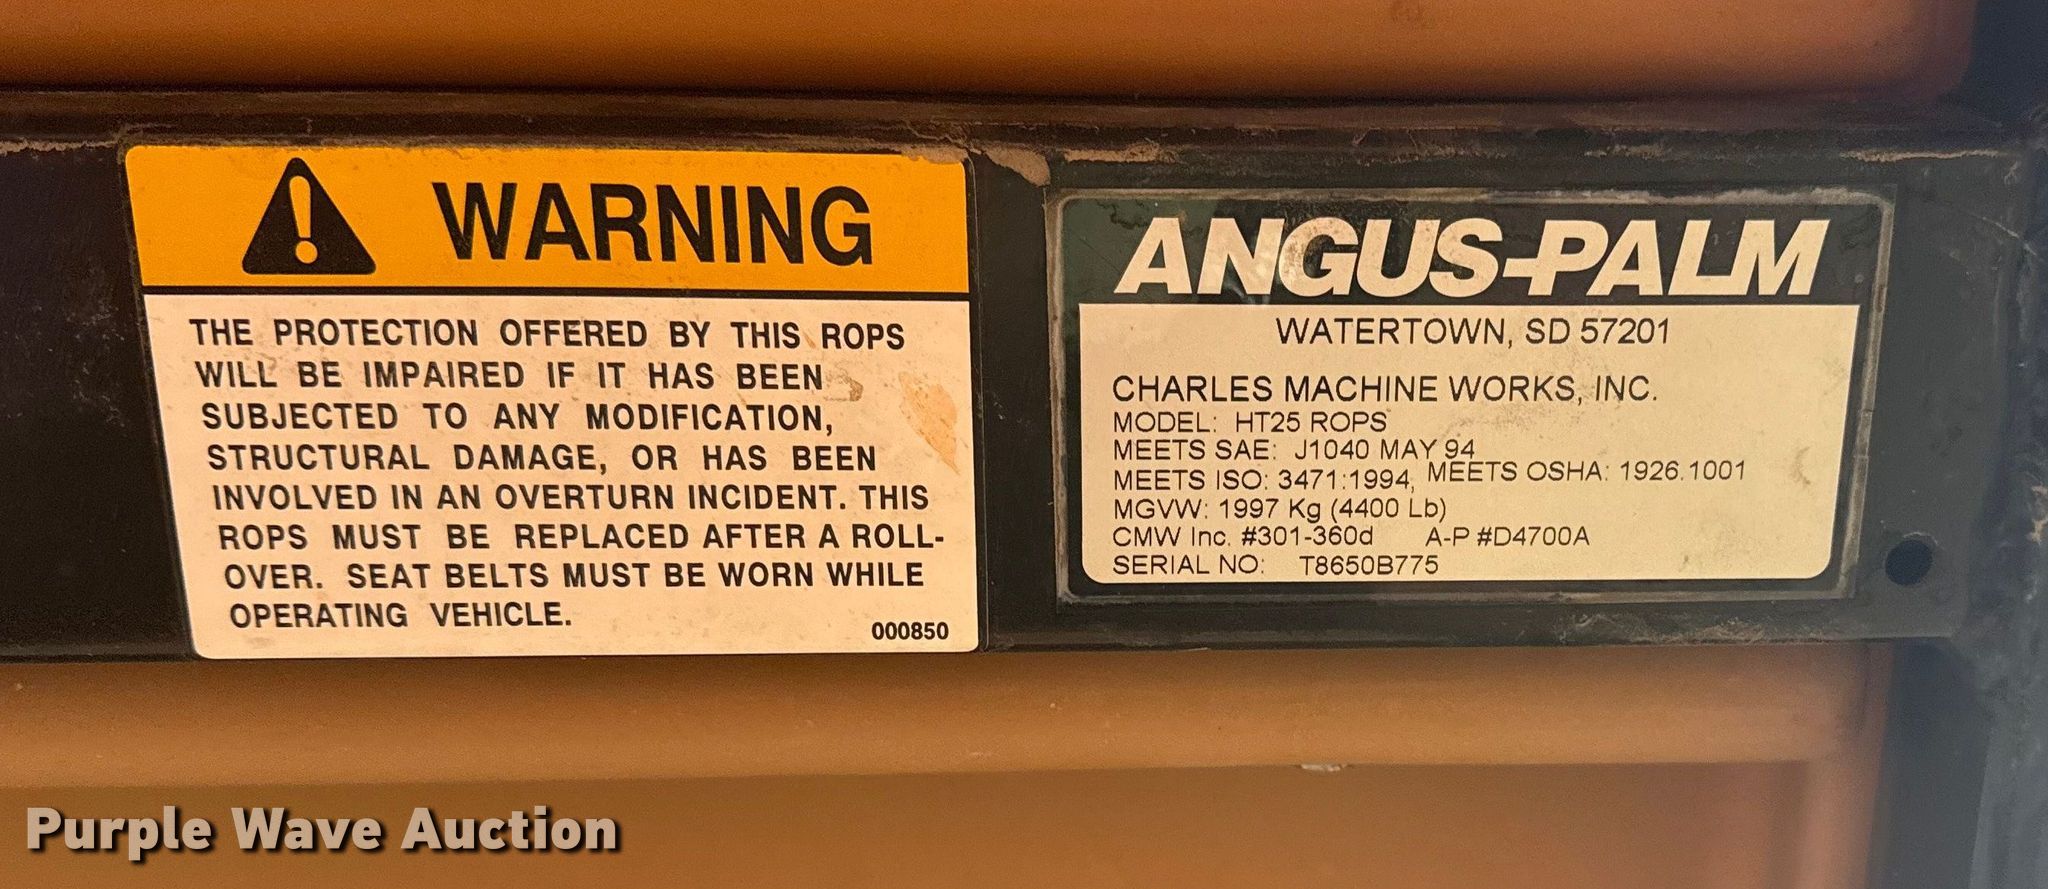 WARNING
THE PROTECTION OFFERED BY THIS ROPS
WILL BE IMPAIRED IF IT HAS BEEN
SUBJECTED TO ANY MODIFICATION,
STRUCTURAL DAMAGE, OR HAS BEEN
INVOLVED IN AN OVERTURN INCIDENT. THIS
ROPS MUST BE REPLACED AFTER A ROLL-
OVER. SEAT BELTS MUST BE WORN WHILE
OPERATING VEHICLE.
000850
ANGUS-PALM
WATERTOWN, SD 57201
CHARLES MACHINE WORKS, INC.
MODEL: HT25 ROPS
MEETS SAE: J1040 MAY 94
MEETS ISO: 3471:1994, MEETS OSHA: 1926.1001
MGVW: 1997 Kg (4400 Lb)
CMW Inc. #301-360d A-P #D4700A
SERIAL NO: T8650B775
Purple Wave Auction